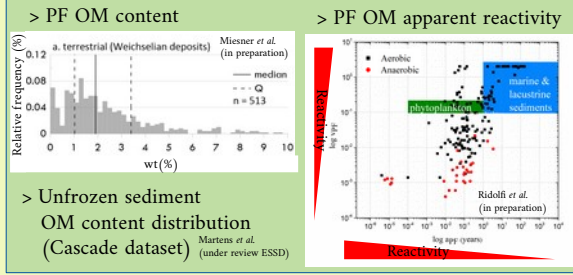 > PF OM content
Miesner et al.
(in preparation)
a. terrestrial (Weichselian deposits)
median
Q
n = 513
Relative frequency (%)
0.12
0.08
0.04
0
0 1 2 3 4 5 6 7 8 9 10
wt(%)
> Unfrozen sediment
OM content distribution
(Cascade dataset) Martens et al.
(under review ESSD)
> PF OM apparent reactivity
Reactivity
Aerobic
Anaerobic
marine &
lacustrine
sediments
phytoplankton
Ridolfi et al.
(in preparation)
log app (years)
Reactivity